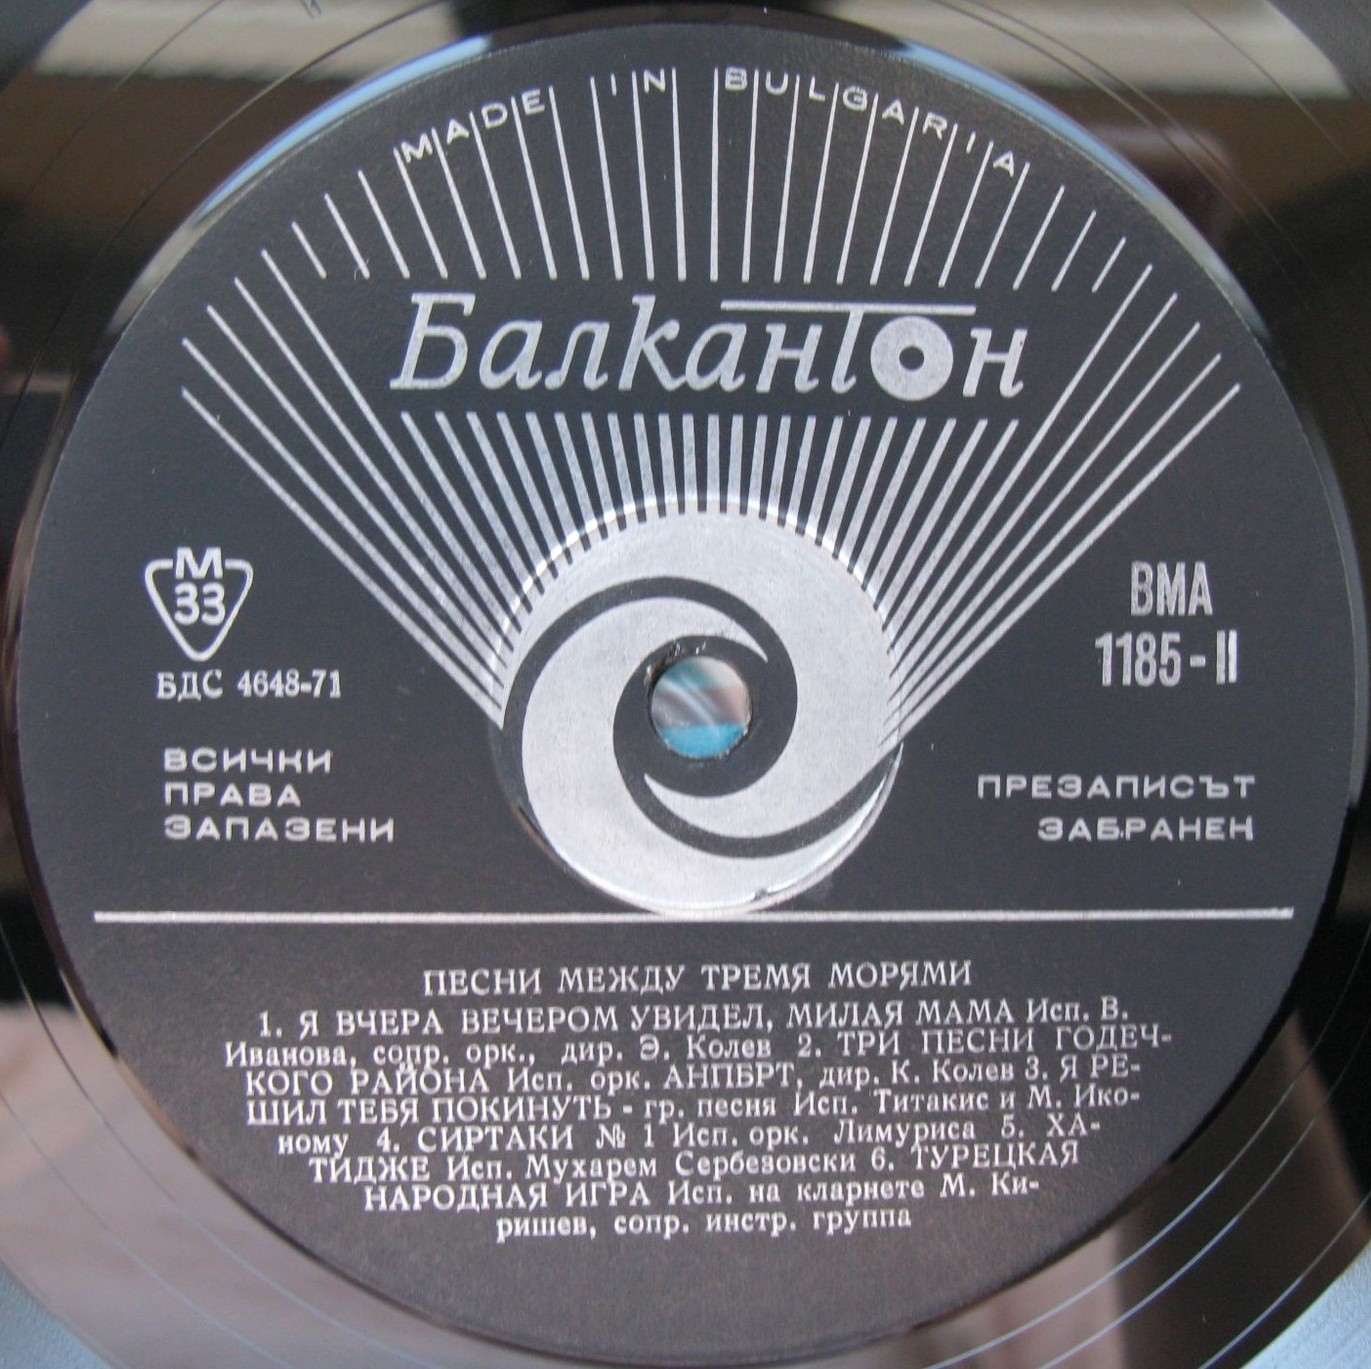 MADE IN BULGARIA
Балкантон
М
33
БДС 4648-71
ВМА
1185-II
ВСИЧКИ
ПРАВА
ЗАПАЗЕНИ
ПРЕЗАПИСЪТ
ЗАБРАНЕН
ПЕСНИ МЕЖДУ ТРЕМЯ МОРЯМИ
1. Я ВЧЕРА ВЕЧЕРОМ УВИДЕЛ, МИЛАЯ МАМА Исп. В.
Иванова, сопр. орк., дир. Э. Колев 2. ТРИ ПЕСНИ ГОДЕЧ-
КОГО РАЙОНА Исп. орк. АНПБРТ, дир. К. Колев 3. Я РЕ-
ШИЛ ТЕБЯ ПОКИНУТЬ - гр. песня Исп. Титакис и М. Ико-
ному 4. СИРТАКИ № 1 Исп. орк. Лимуриса 5. ХА-
ТИДЖЕ Исп. Мухарем Сербезовски 6. ТУРЕЦКАЯ
НАРОДНАЯ ИГРА Исп. на кларнете М. Ки-
ришев, сопр. инстр. группа